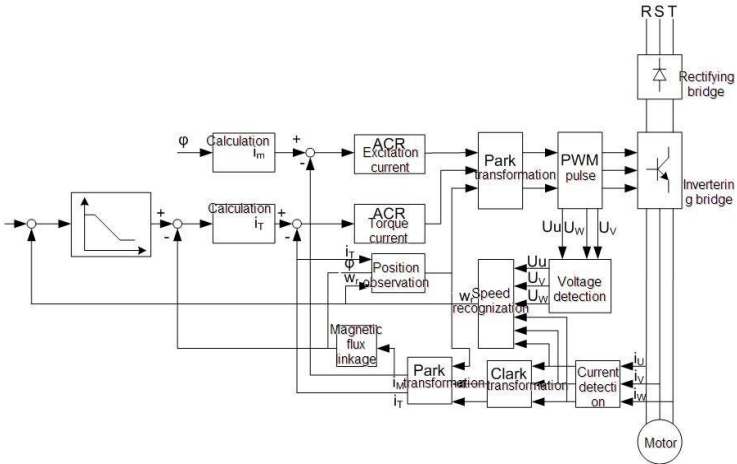 R S T
Rectifying
bridge
φ
Calculation
im
+
-
ACR
Excitation
current
Park
transformation
PWM
pulse
Invertering
g bridge
+
-
Calculation
iT
+
-
ACR
Torque
current
Uu UW UV
iT
φ
wr
Position
observation
wr
Speed
recognization
Uu
UV
UW
Voltage
detection
Magnetic
flux
linkage
Park
transformation
iM
iT
Clark
transformation
Current
detecti
on
iU
iV
iW
Motor